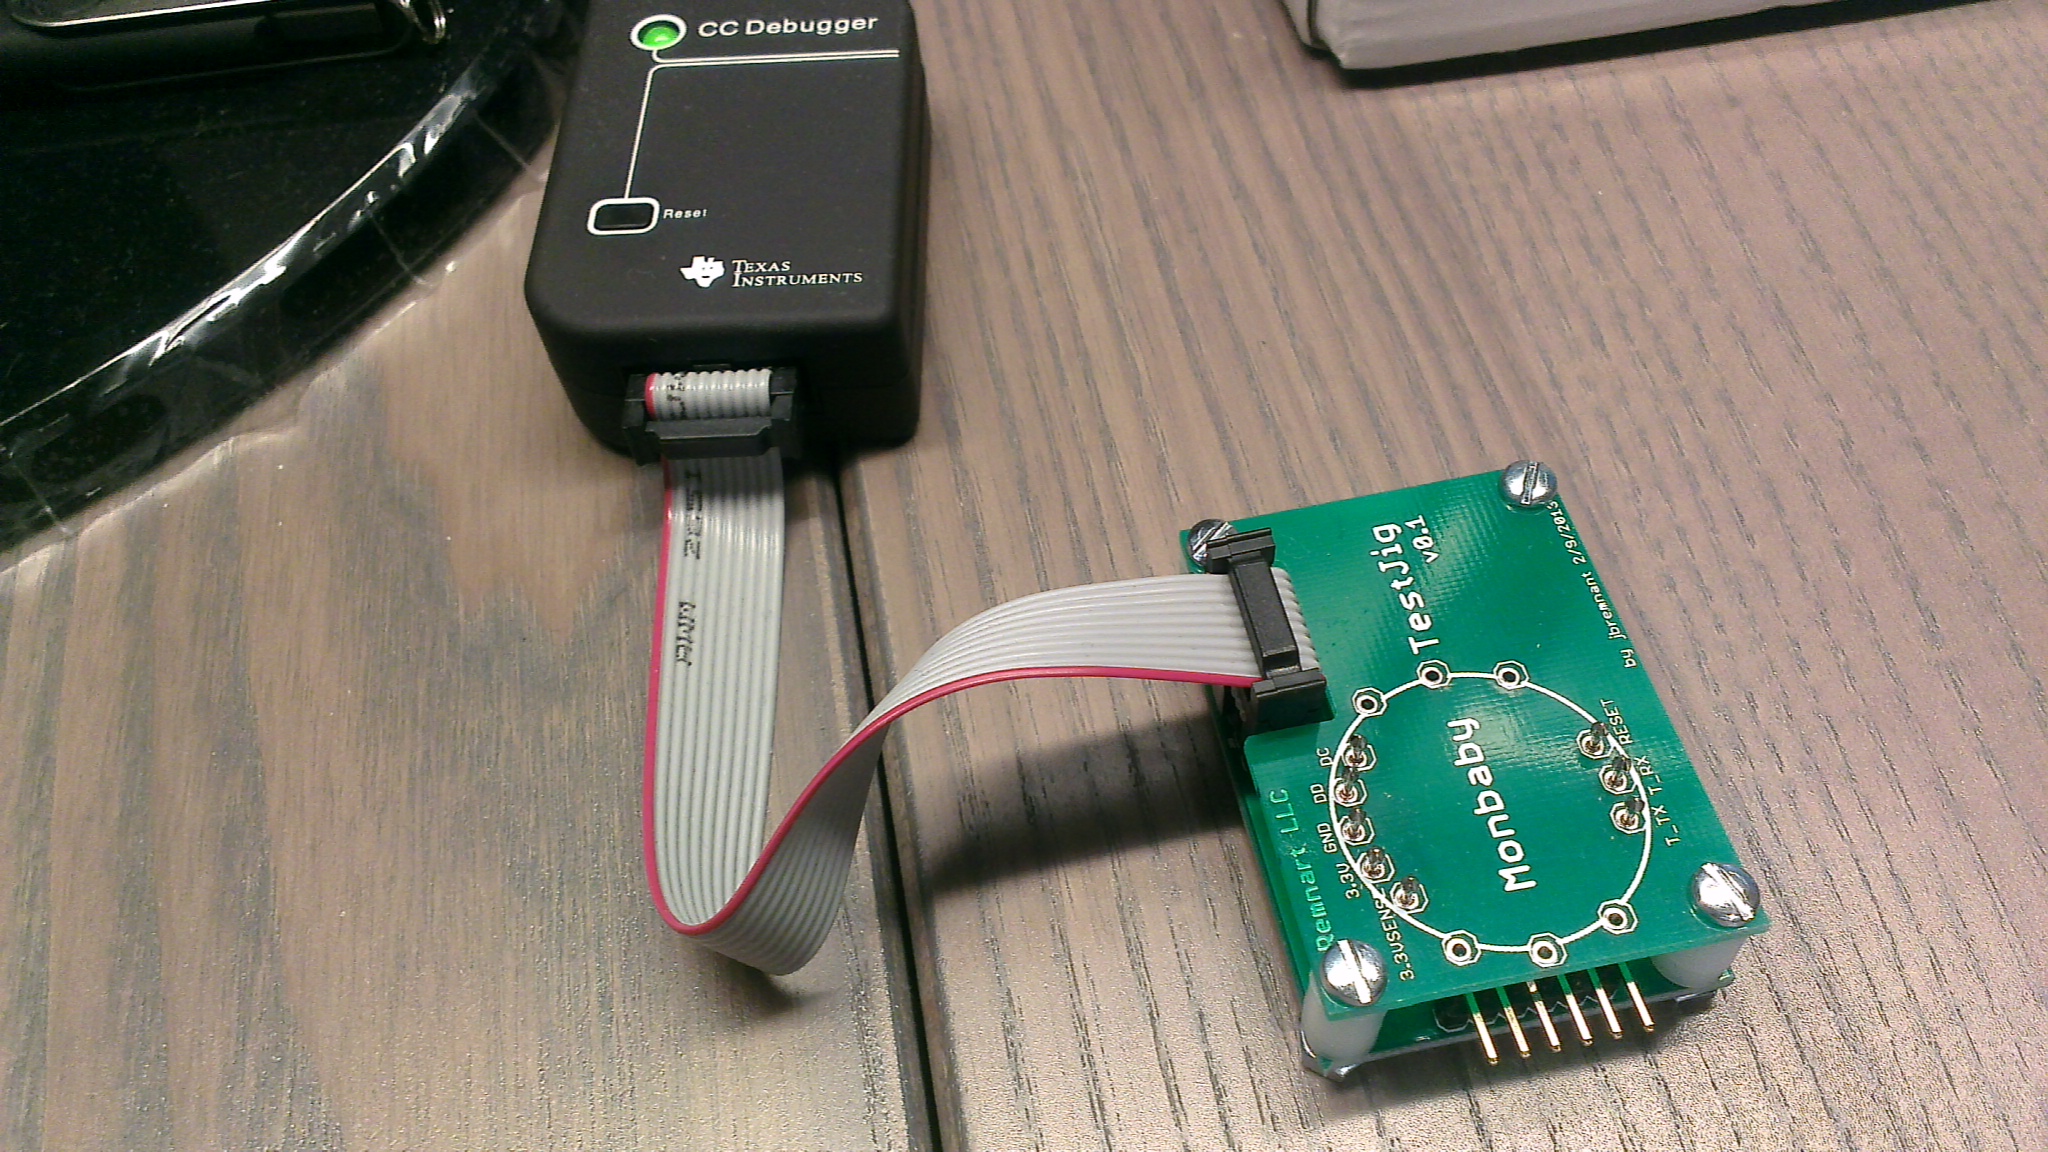 CC Debugger
Reset
TEXAS
INSTRUMENTS
TestJig
v0.1
by jbremnant 2/9/2013
Monbaby
Qemnart LLC
DC
DD
GND
3.3V
3.3VSENSE
RESET
T_RX
T_TX